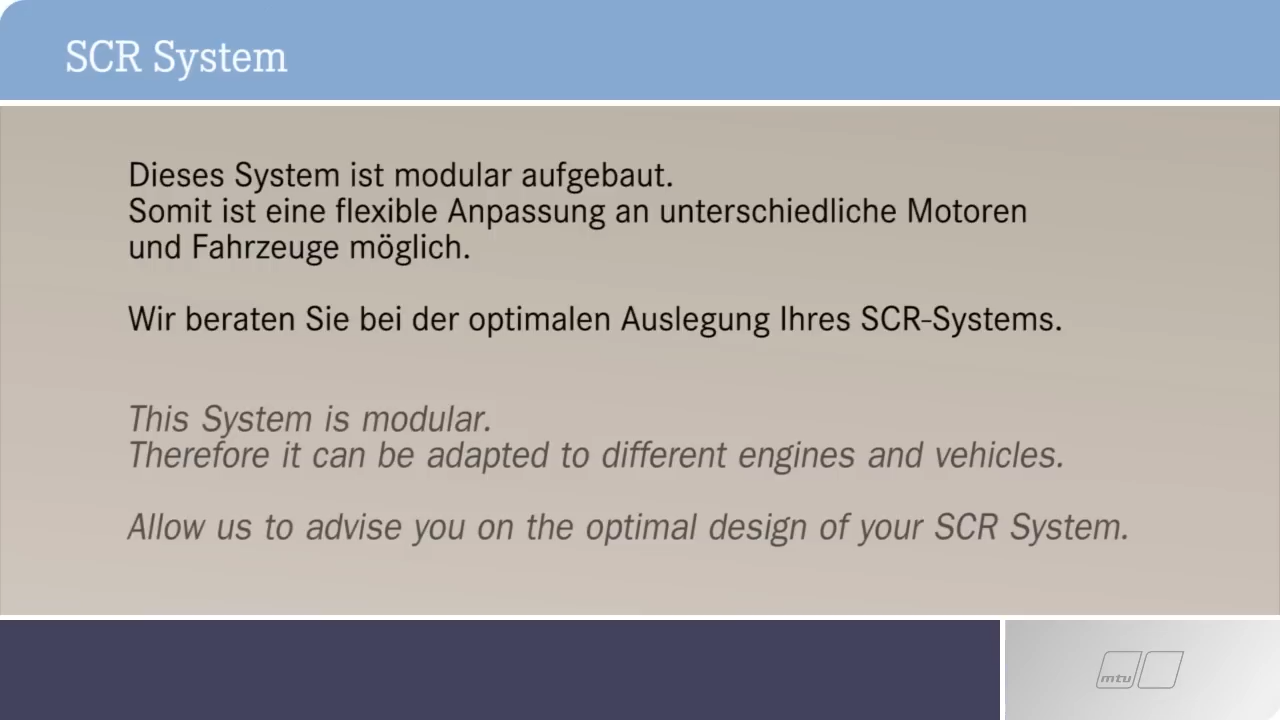 SCR System
Dieses System ist modular aufgebaut.
Somit ist eine flexible Anpassung an unterschiedliche Motoren
und Fahrzeuge möglich.
Wir beraten Sie bei der optimalen Auslegung Ihres SCR-Systems.
This System is modular.
Therefore it can be adapted to different engines and vehicles.
Allow us to advise you on the optimal design of your SCR System.
mtu